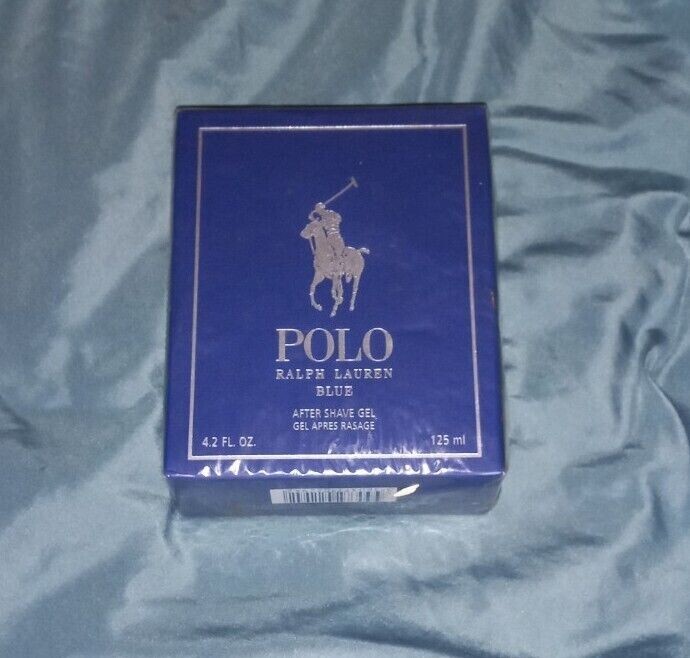 POLO
RALPH LAUREN
BLUE
AFTER SHAVE GEL
GEL APRES RASAGE
4.2 FL. OZ. 125 ml